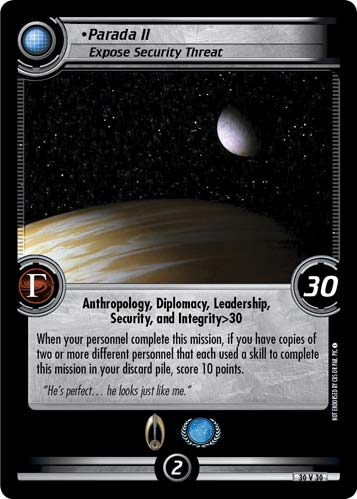 •Parada II
Expose Security Threat
Γ
30
Anthropology, Diplomacy, Leadership,
Security, and Integrity>30
When your personnel complete this mission, if you have copies of
two or more different personnel that each used a skill to complete
this mission in your discard pile, score 10 points.
"He's perfect… he looks just like me."
2
30 V 30